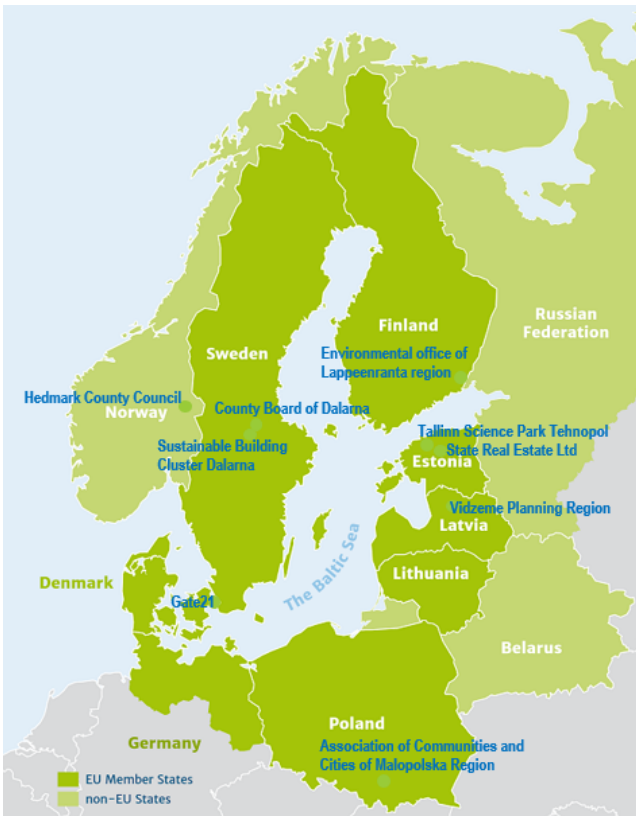 Russian
Federation
Finland
Sweden
Environmental office of
Lappeenranta region
Hedmark County Council
Norway
County Board of Dalarna
Sustainable Building
Cluster Dalarna
Tallinn Science Park Tehnopol
State Real Estate Ltd
Estonia
Vidzeme Planning Region
Latvia
The Baltic Sea
Lithuania
Denmark
Gate21
Belarus
Poland
Germany
Association of Communities and
Cities of Malopolska Region
EU Member States
non-EU States